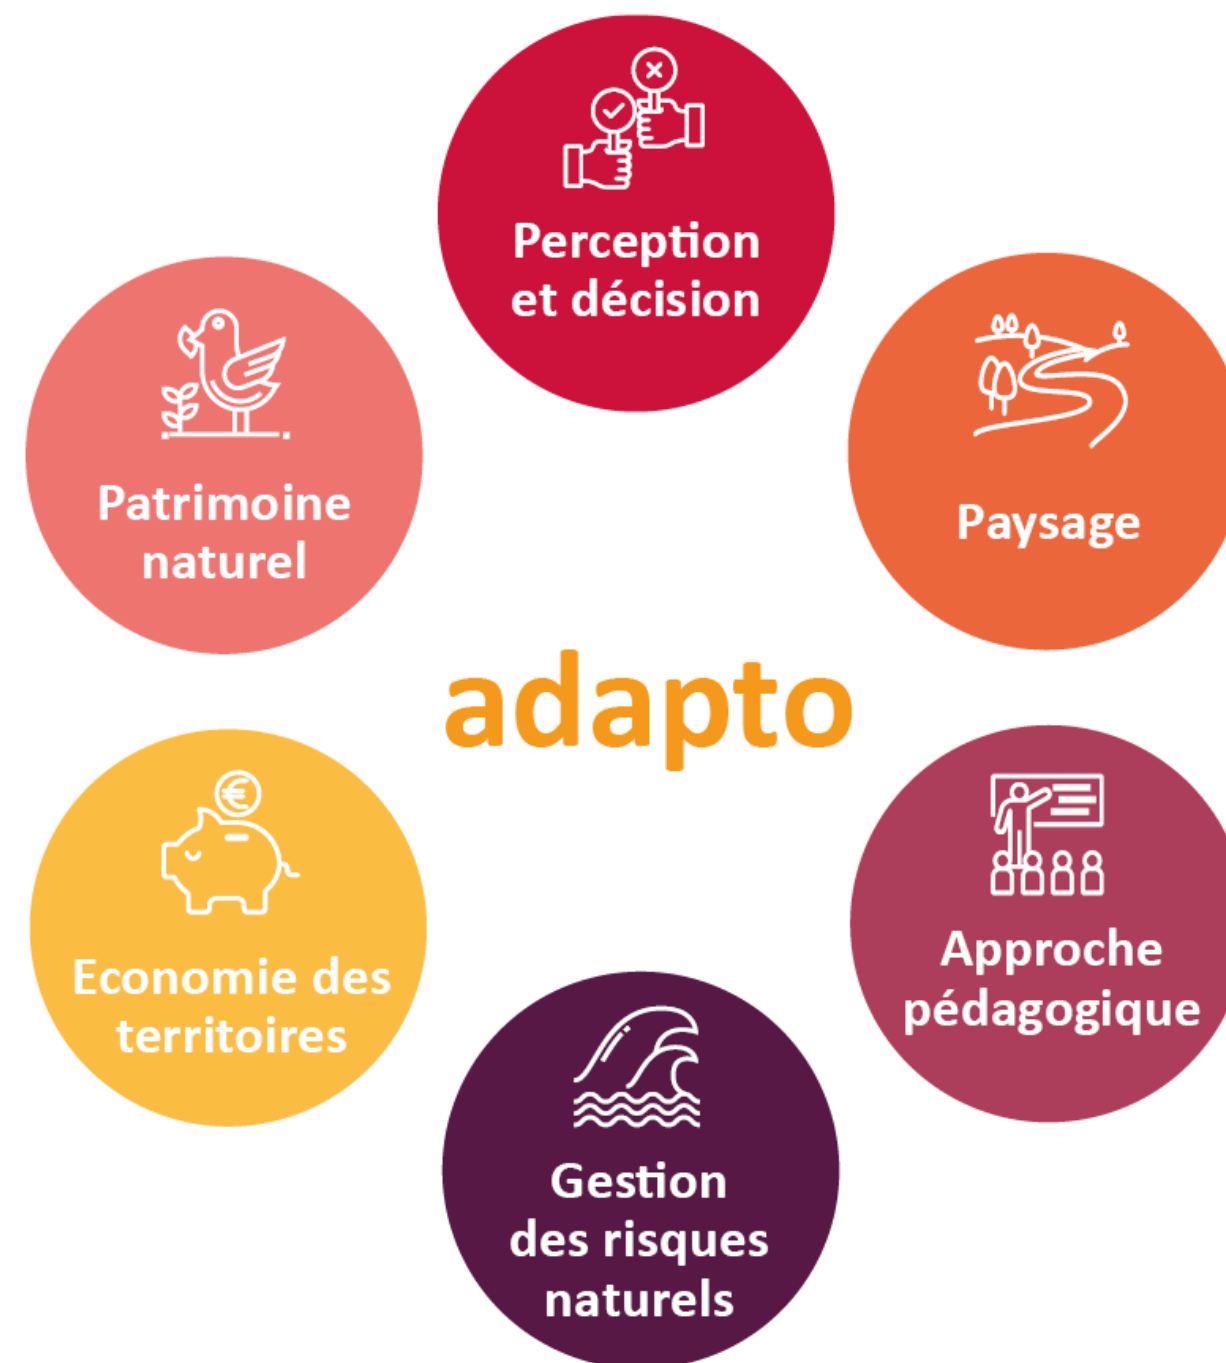 Perception
et décision
Patrimoine
naturel
Paysage
adapto
€
Economie des
territoires
Approche
pédagogique
Gestion
des risques
naturels